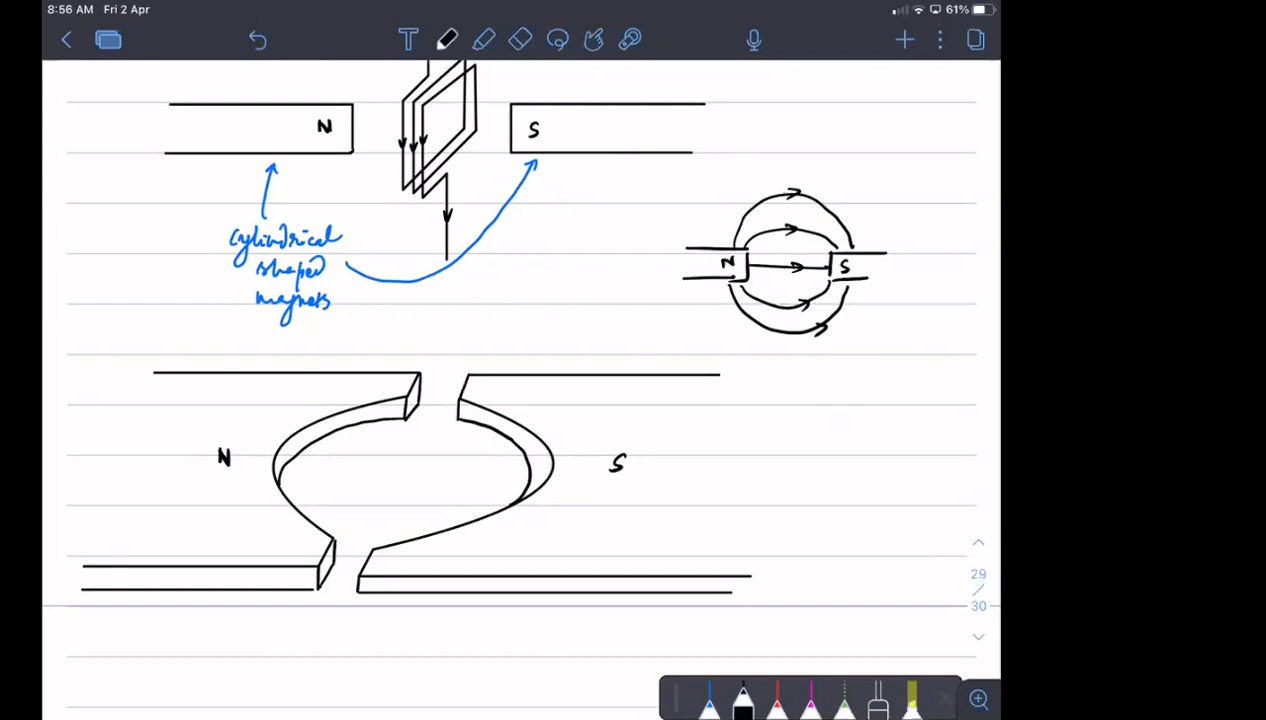 8:56 AM Fri 2 Apr
61%
T
N
S
cylindrical
shaped
magnets
N
S
N
S
29
/
30